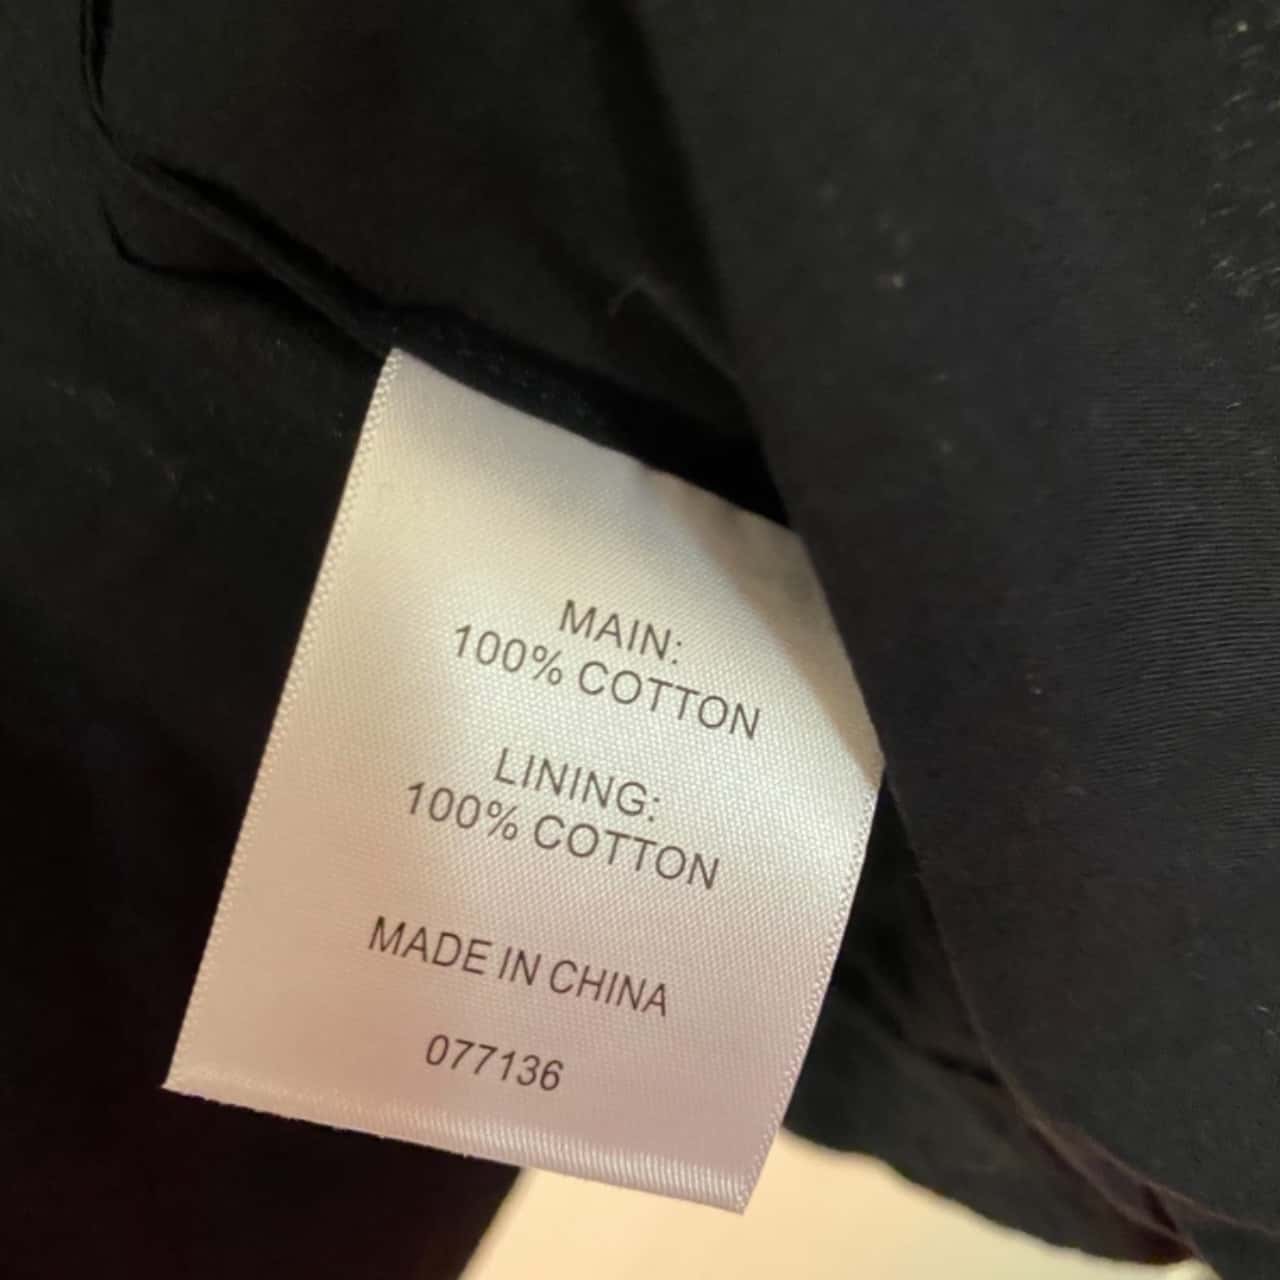 MAIN:
100% COTTON
LINING:
100% COTTON
MADE IN CHINA
077136